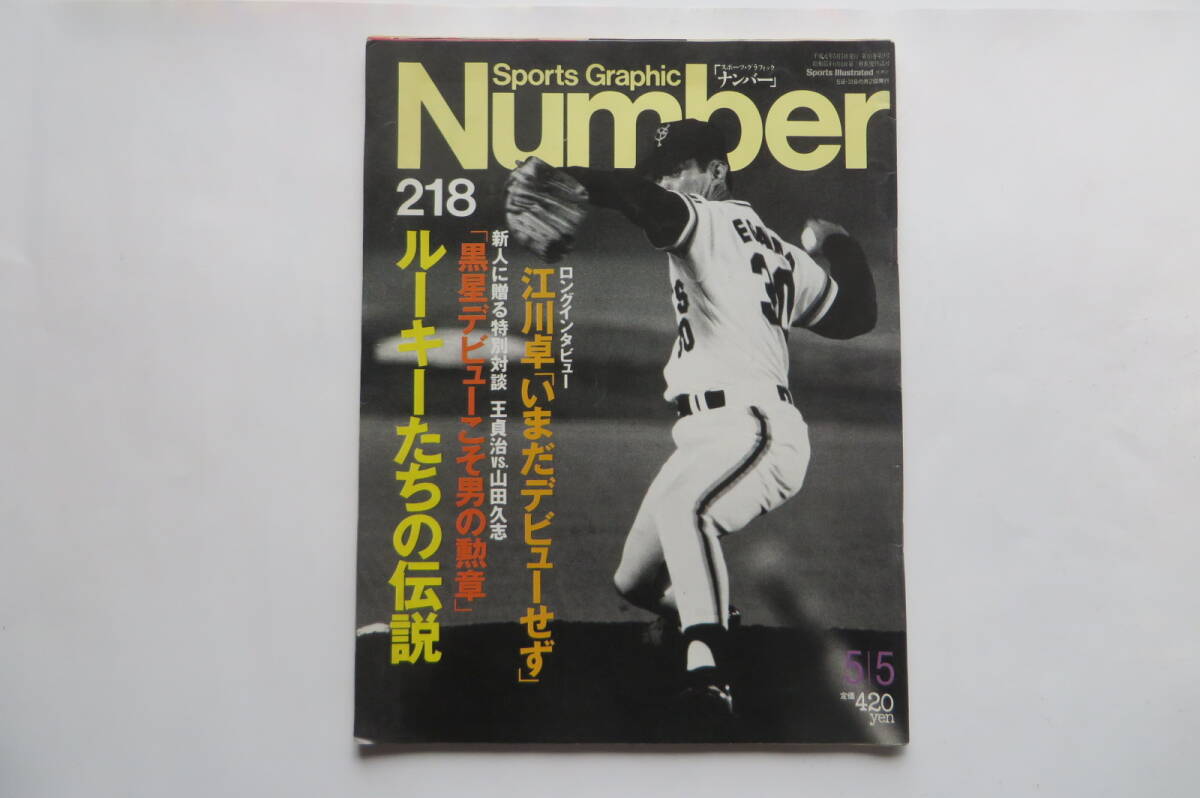 Sports Graphic
スポーツ・グラフィック
「ナンバー」
Sports Illustrated
Number
218
ロングインタビュー
江川卓「いまだデビューせず」
新人に贈る特別対談 王貞治vs.山田久志
「黒星デビューこそ男の勲章」
ルーキーたちの伝説
30
5|5
定価420
yen